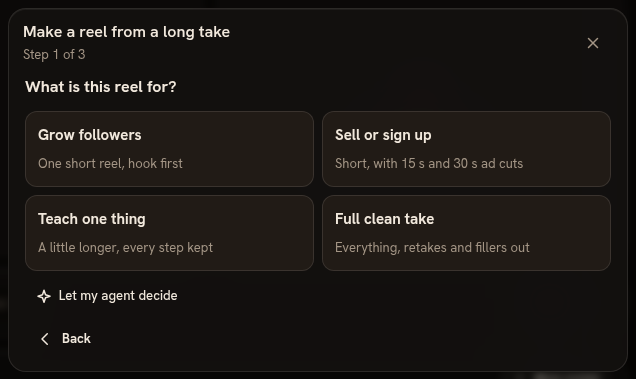 Make a reel from a long take
Step 1 of 3
What is this reel for?
Grow followers
One short reel, hook first
Sell or sign up
Short, with 15 s and 30 s ad cuts
Teach one thing
A little longer, every step kept
Full clean take
Everything, retakes and fillers out
Let my agent decide
Back